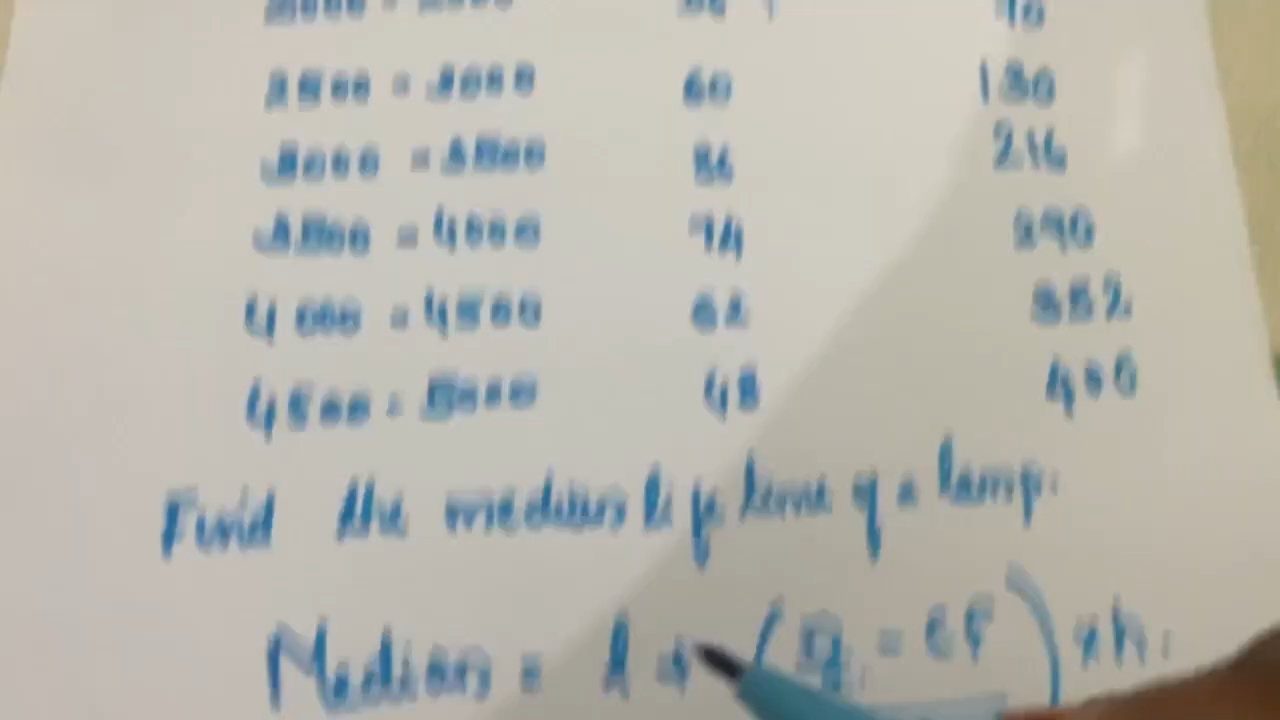 2500 - 3000 60 130
3000 - 3500 86 216
3500 - 4000 74 290
4000 - 4500 62 352
4500 - 5000 48 400
Find the median life time of a lamp.
Median = l + ( - CF ) x h.